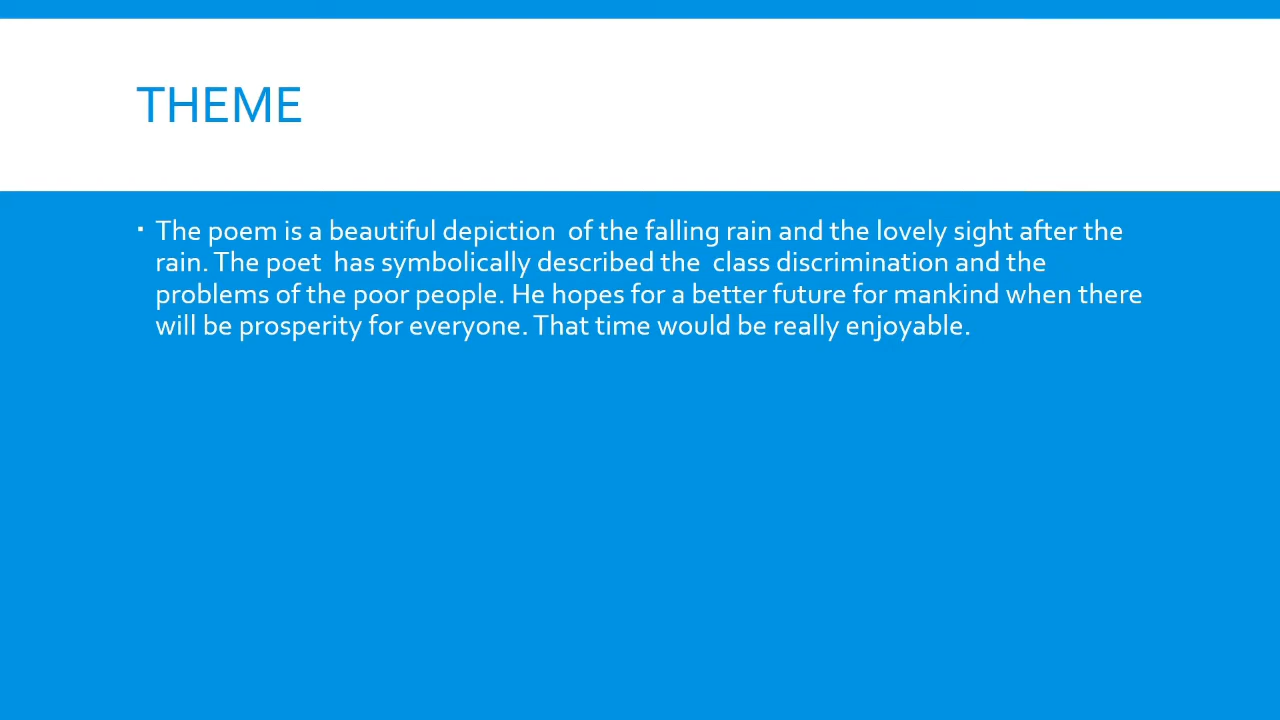 THEME
▪ The poem is a beautiful depiction  of the falling rain and the lovely sight after the
rain. The poet  has symbolically described the  class discrimination and the
problems of the poor people. He hopes for a better future for mankind when there
will be prosperity for everyone. That time would be really enjoyable.